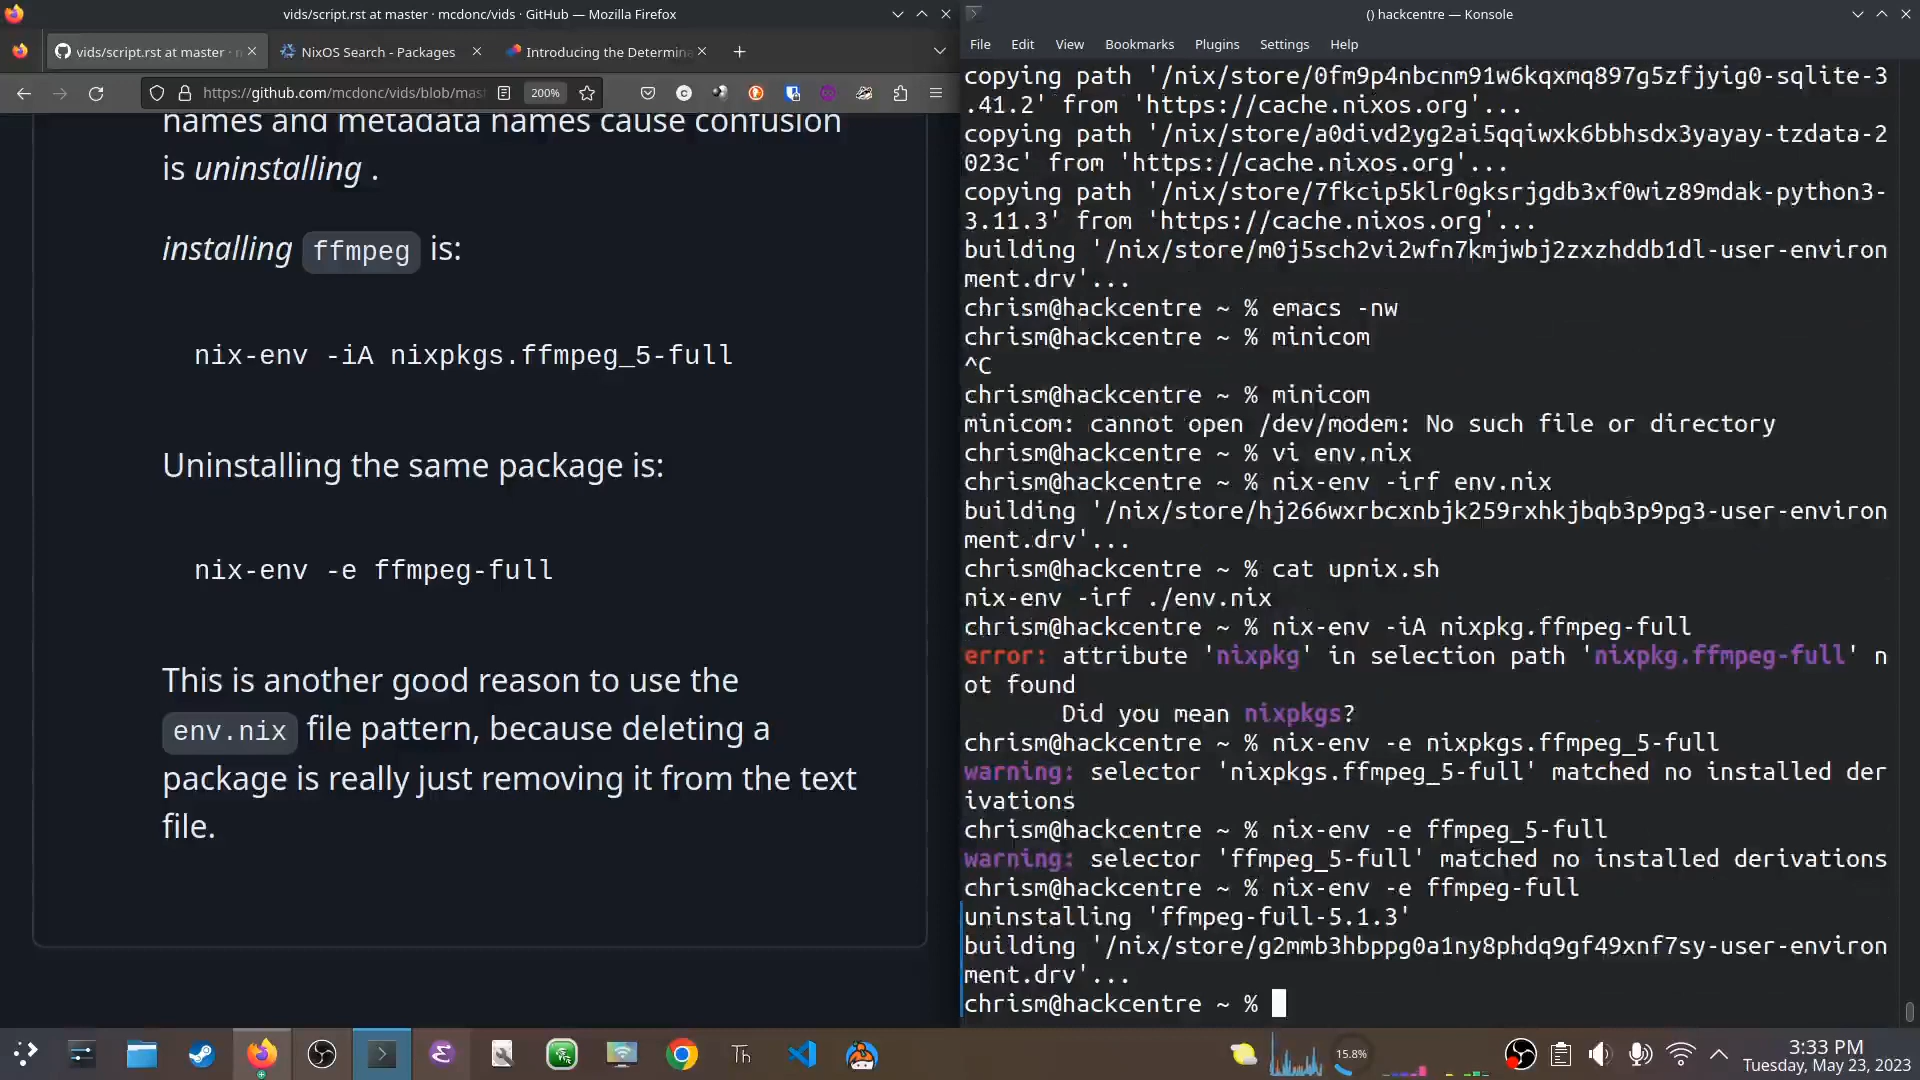 vids/script.rst at master · mcdonc/vids · GitHub — Mozilla Firefox
vids/script.rst at master ·
NixOS Search - Packages
Introducing the Determina
https://github.com/mcdonc/vids/blob/mas
200%
names and metadata names cause confusion
is uninstalling .
installing ffmpeg is:
nix-env -iA nixpkgs.ffmpeg_5-full
Uninstalling the same package is:
nix-env -e ffmpeg-full
This is another good reason to use the
env.nix file pattern, because deleting a
package is really just removing it from the text
file.
() hackcentre — Konsole
File Edit View Bookmarks Plugins Settings Help
copying path '/nix/store/0fm9p4nbcnm91w6kqxmq897g5zfjyig0-sqlite-3
.41.2' from 'https://cache.nixos.org'...
copying path '/nix/store/a0divd2yg2ai5qqiwxk6bbhsdx3yayay-tzdata-2
023c' from 'https://cache.nixos.org'...
copying path '/nix/store/7fkcip5klr0gksrjgdb3xf0wiz89mdak-python3-
3.11.3' from 'https://cache.nixos.org'...
building '/nix/store/m0j5sch2vi2wfn7kmjwbj2zxzhddb1dl-user-environ
ment.drv'...
chrism@hackcentre ~ % emacs -nw
chrism@hackcentre ~ % minicom
^C
chrism@hackcentre ~ % minicom
minicom: cannot open /dev/modem: No such file or directory
chrism@hackcentre ~ % vi env.nix
chrism@hackcentre ~ % nix-env -irf env.nix
building '/nix/store/hj266wxrbcxnbjk259rxhkjbqb3p9pg3-user-environ
ment.drv'...
chrism@hackcentre ~ % cat upnix.sh
nix-env -irf ./env.nix
chrism@hackcentre ~ % nix-env -iA nixpkg.ffmpeg-full
error: attribute 'nixpkg' in selection path 'nixpkg.ffmpeg-full' n
ot found
Did you mean nixpkgs?
chrism@hackcentre ~ % nix-env -e nixpkgs.ffmpeg_5-full
warning: selector 'nixpkgs.ffmpeg_5-full' matched no installed der
ivations
chrism@hackcentre ~ % nix-env -e ffmpeg_5-full
warning: selector 'ffmpeg_5-full' matched no installed derivations
chrism@hackcentre ~ % nix-env -e ffmpeg-full
uninstalling 'ffmpeg-full-5.1.3'
building '/nix/store/g2mmb3hbppg0a1ny8phdq9gf49xnf7sy-user-environ
ment.drv'...
chrism@hackcentre ~ %
Th
15.8%
3:33 PM
Tuesday, May 23, 2023